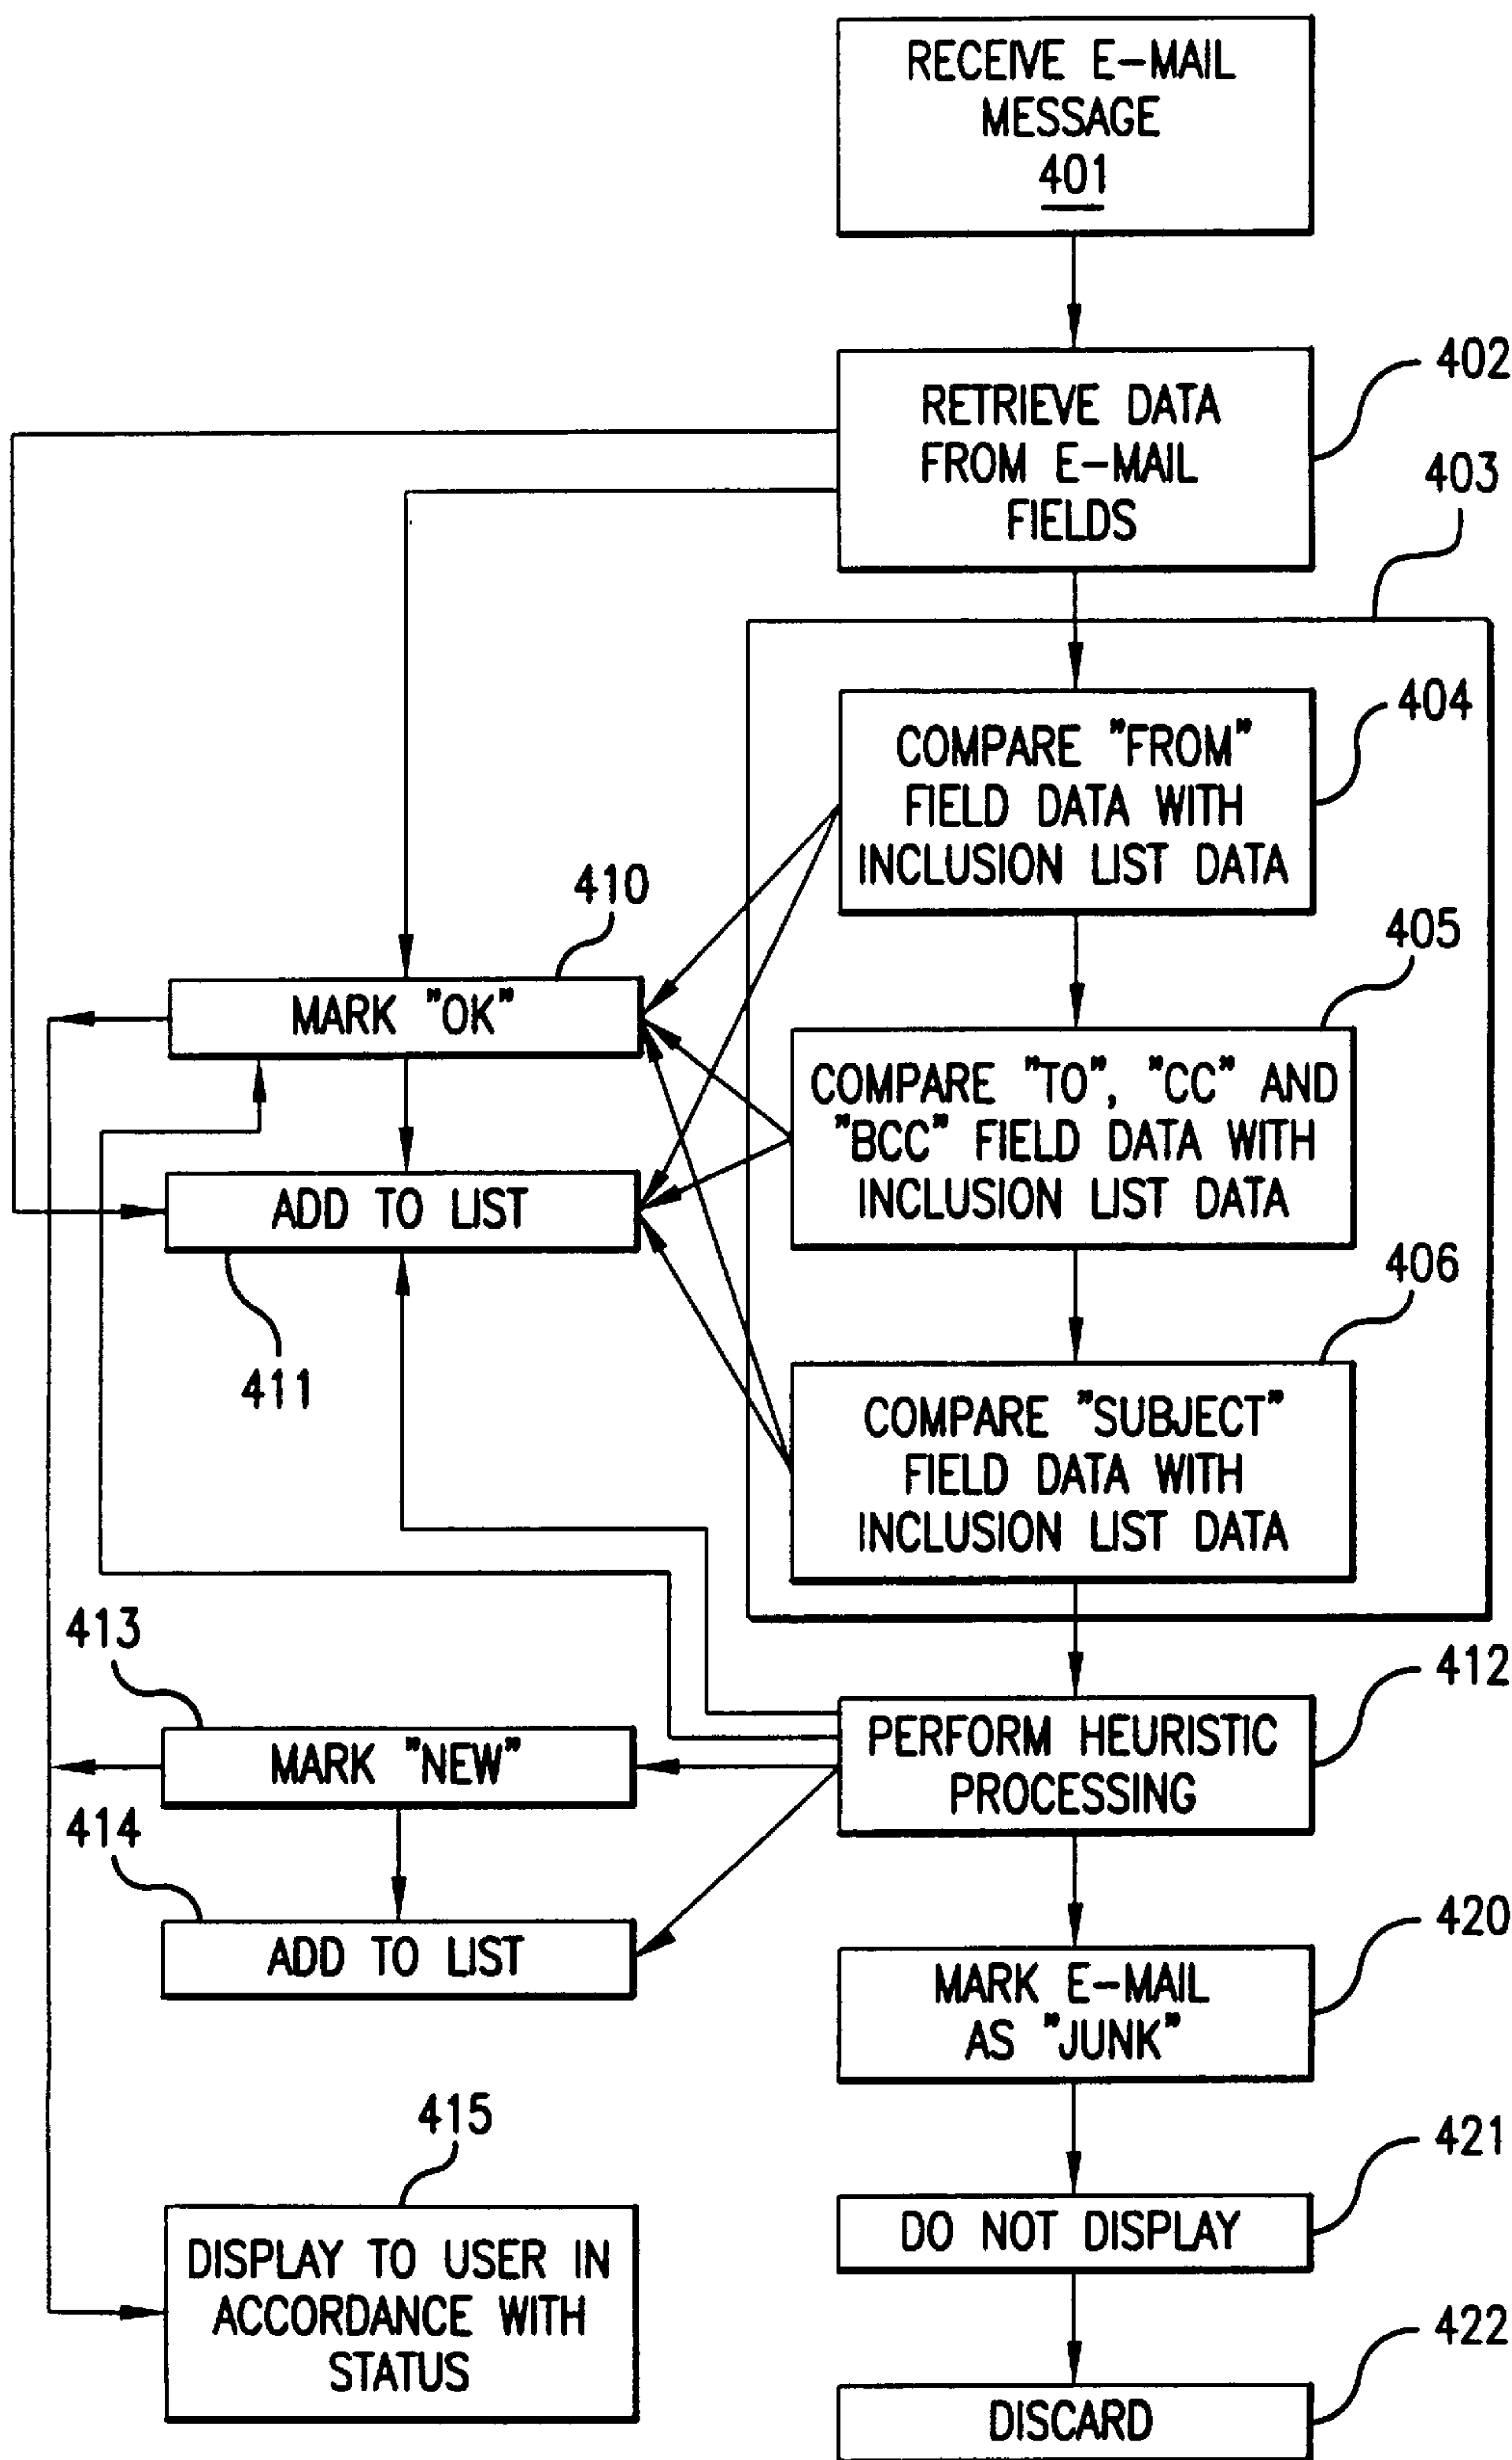 RECEIVE E-MAIL
MESSAGE
401
402
RETRIEVE DATA
FROM E-MAIL
FIELDS
403
404
COMPARE "FROM"
FIELD DATA WITH
INCLUSION LIST DATA
410
MARK "OK"
405
COMPARE "TO", "CC" AND
"BCC" FIELD DATA WITH
INCLUSION LIST DATA
ADD TO LIST
411
406
COMPARE "SUBJECT"
FIELD DATA WITH
INCLUSION LIST DATA
413
MARK "NEW"
412
PERFORM HEURISTIC
PROCESSING
414
ADD TO LIST
420
MARK E-MAIL
AS "JUNK"
415
DISPLAY TO USER IN
ACCORDANCE WITH
STATUS
421
DO NOT DISPLAY
422
DISCARD